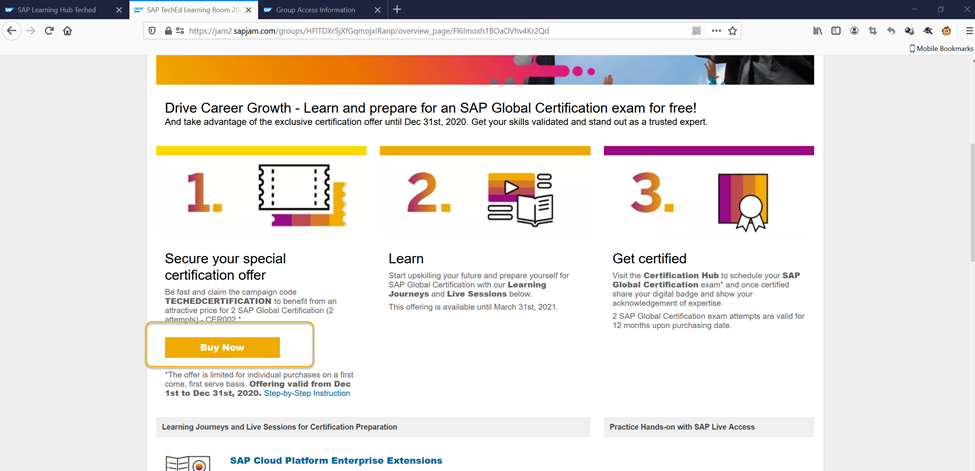 SAP Learning Hub Teched
SAP TechEd Learning Room 202
Group Access Information
https://jam2.sapjam.com/groups/HFlTDXr5jXfGqmojxIRanp/overview_page/Fl6Imoxh1BOaOVhv4Kr2Qd
Mobile Bookmarks
Drive Career Growth - Learn and prepare for an SAP Global Certification exam for free!
And take advantage of the exclusive certification offer until Dec 31st, 2020. Get your skills validated and stand out as a trusted expert.
1.
Secure your special
certification offer
Be fast and claim the campaign code
TECHEDCERTIFICATION to benefit from an
attractive price for 2 SAP Global Certification (2
attempts) - CER002.*
Buy Now
*The offer is limited for individual purchases on a first
come, first serve basis. Offering valid from Dec
1st to Dec 31st, 2020. Step-by-Step Instruction
2.
Learn
Start upskilling your future and prepare yourself for
SAP Global Certification with our Learning
Journeys and Live Sessions below.
This offering is available until March 31st, 2021.
3.
Get certified
Visit the Certification Hub to schedule your SAP
Global Certification exam* and once certified
share your digital badge and show your
acknowledgement of expertise.
2 SAP Global Certification exam attempts are valid for
12 months upon purchasing date.
Learning Journeys and Live Sessions for Certification Preparation
Practice Hands-on with SAP Live Access
SAP Cloud Platform Enterprise Extensions